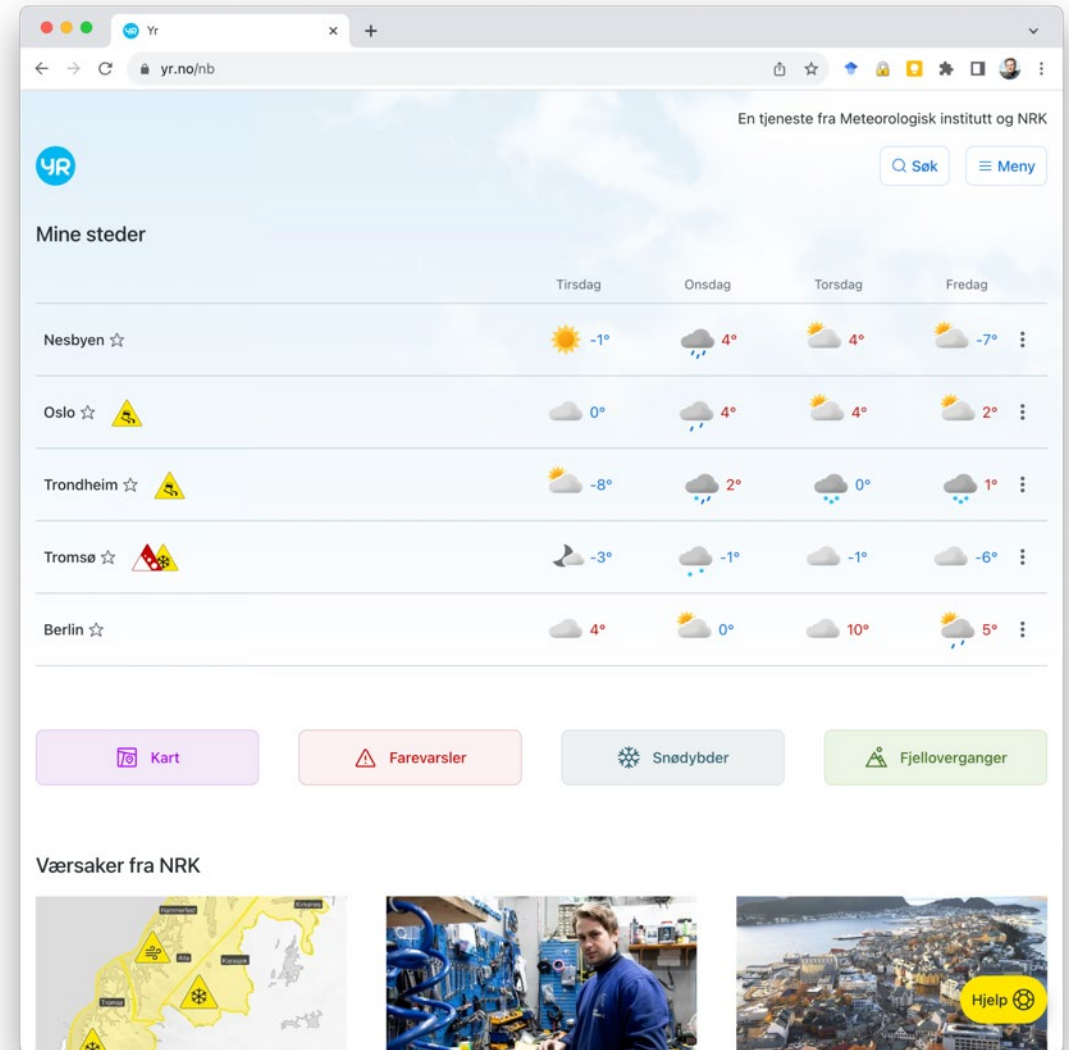 Yr
yr.no/nb
En tjeneste fra Meteorologisk institutt og NRK
YR
Søk
Meny
Mine steder
Tirsdag Onsdag Torsdag Fredag
Nesbyen -1° 4° 4° -7°
Oslo 0° 4° 4° 2°
Trondheim -8° 2° 0° 1°
Tromsø -3° -1° -1° -6°
Berlin 4° 0° 10° 5°
Kart Farevarsler Snødybder Fjelloverganger
Værsaker fra NRK
Hammerfest
Kirkenes
Alta
Karasjok
Tromsø
Hjelp